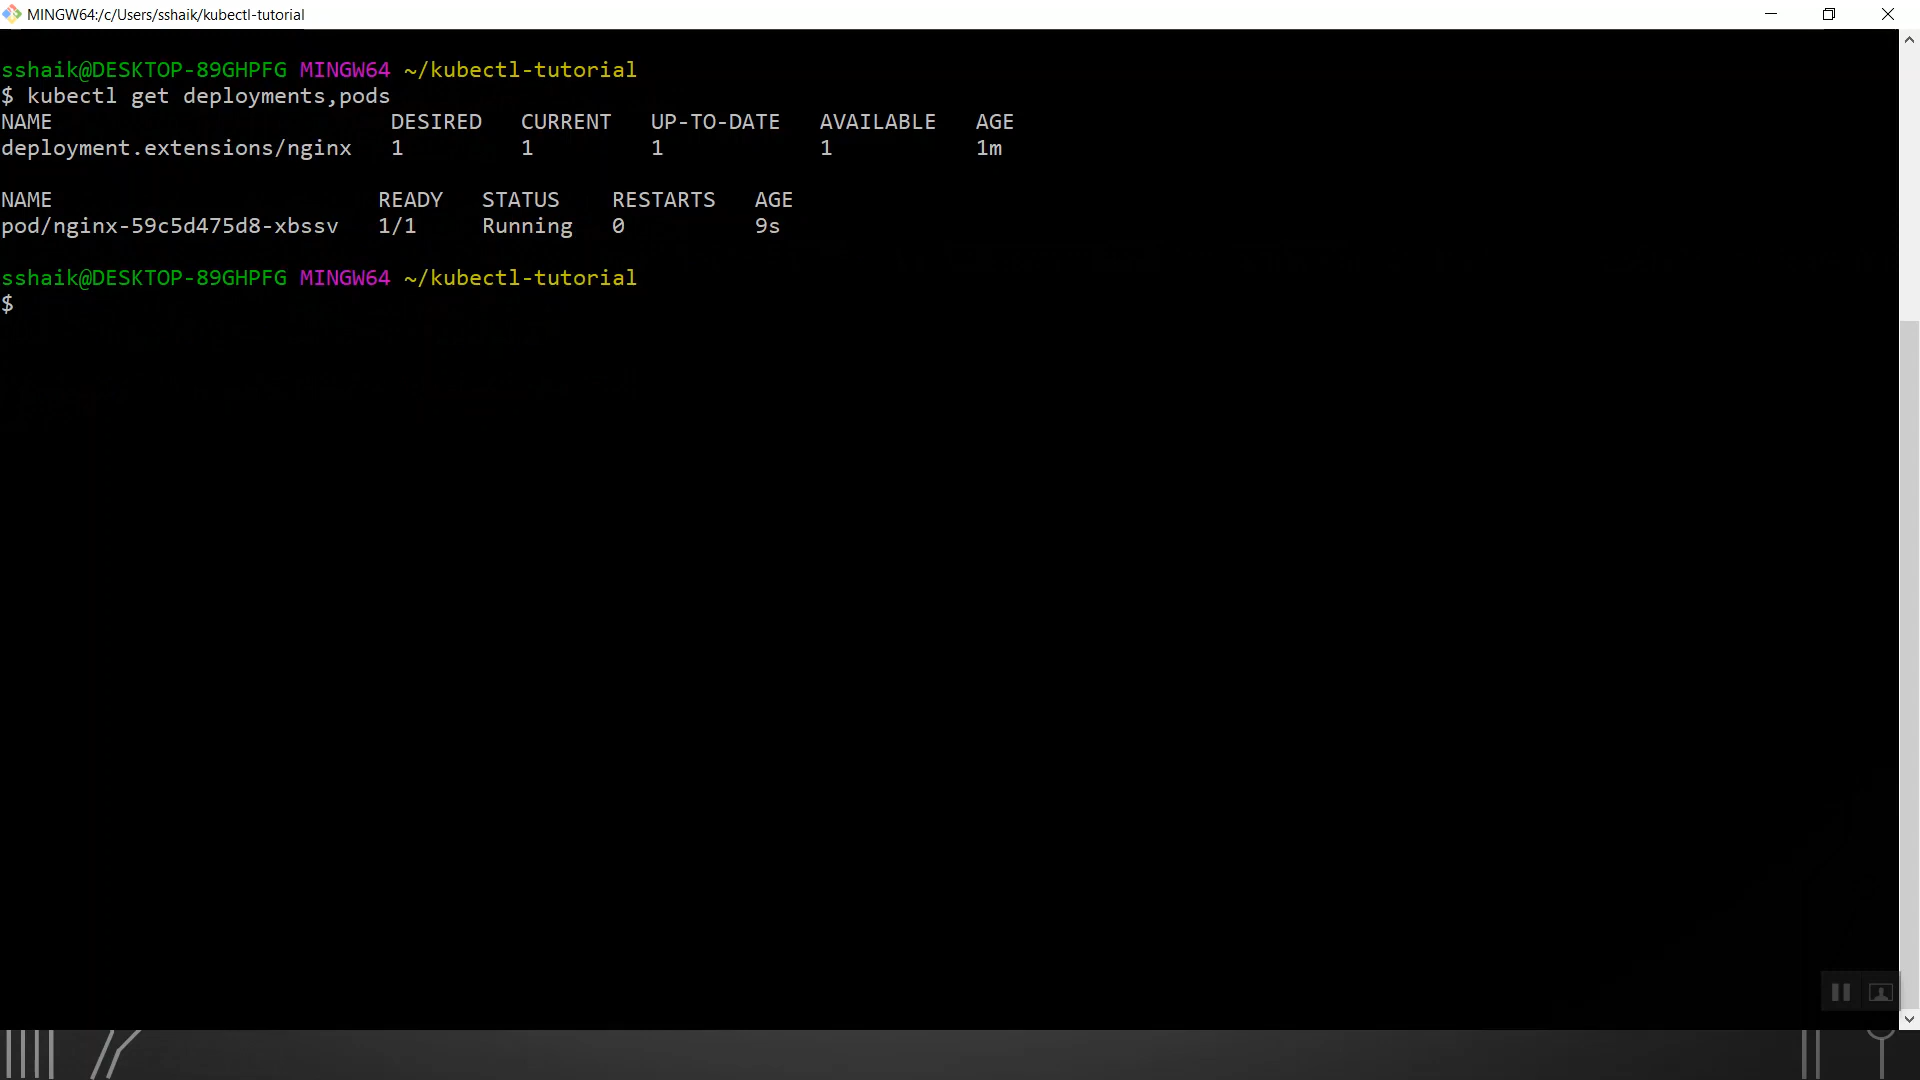 MINGW64:/c/Users/sshaik/kubectl-tutorial
sshaik@DESKTOP-89GHPFG MINGW64 ~/kubectl-tutorial
$ kubectl get deployments,pods
NAME DESIRED CURRENT UP-TO-DATE AVAILABLE AGE
deployment.extensions/nginx 1 1 1 1 1m
NAME READY STATUS RESTARTS AGE
pod/nginx-59c5d475d8-xbssv 1/1 Running 0 9s
sshaik@DESKTOP-89GHPFG MINGW64 ~/kubectl-tutorial
$